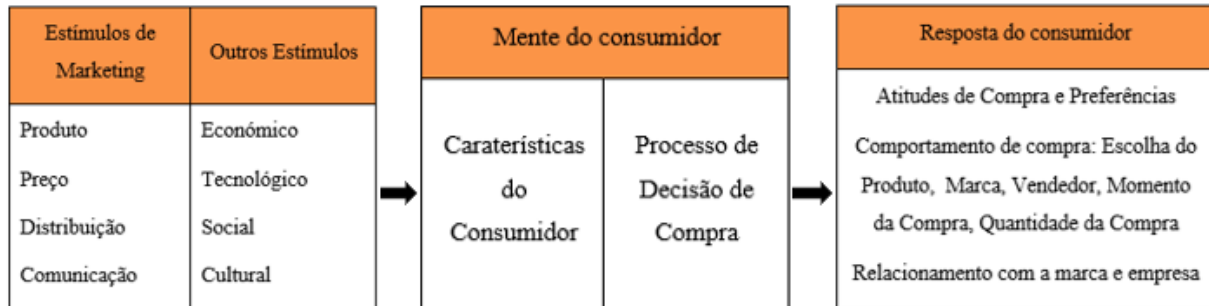 Estímulos de
Marketing
Outros Estímulos
Produto
Preço
Distribuição
Comunicação
Económico
Tecnológico
Social
Cultural
Mente do consumidor
Caraterísticas
do
Consumidor
Processo de
Decisão de
Compra
Resposta do consumidor
Atitudes de Compra e Preferências
Comportamento de compra: Escolha do
Produto, Marca, Vendedor, Momento
da Compra, Quantidade da Compra
Relacionamento com a marca e empresa